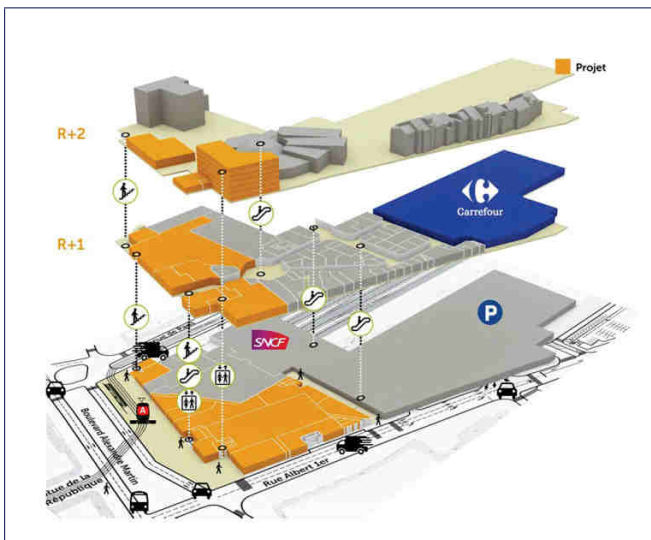 Projet
R+2
Carrefour
R+1
P
SNCF
A
Boulevard Alexandre Martin
Rue Albert 1er
Rue de la
République